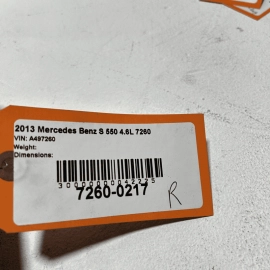 2013 Mercedes Benz S 550 4.6L 7260
VIN: A497260
Weight:
Dimensions:
7260-0217 R